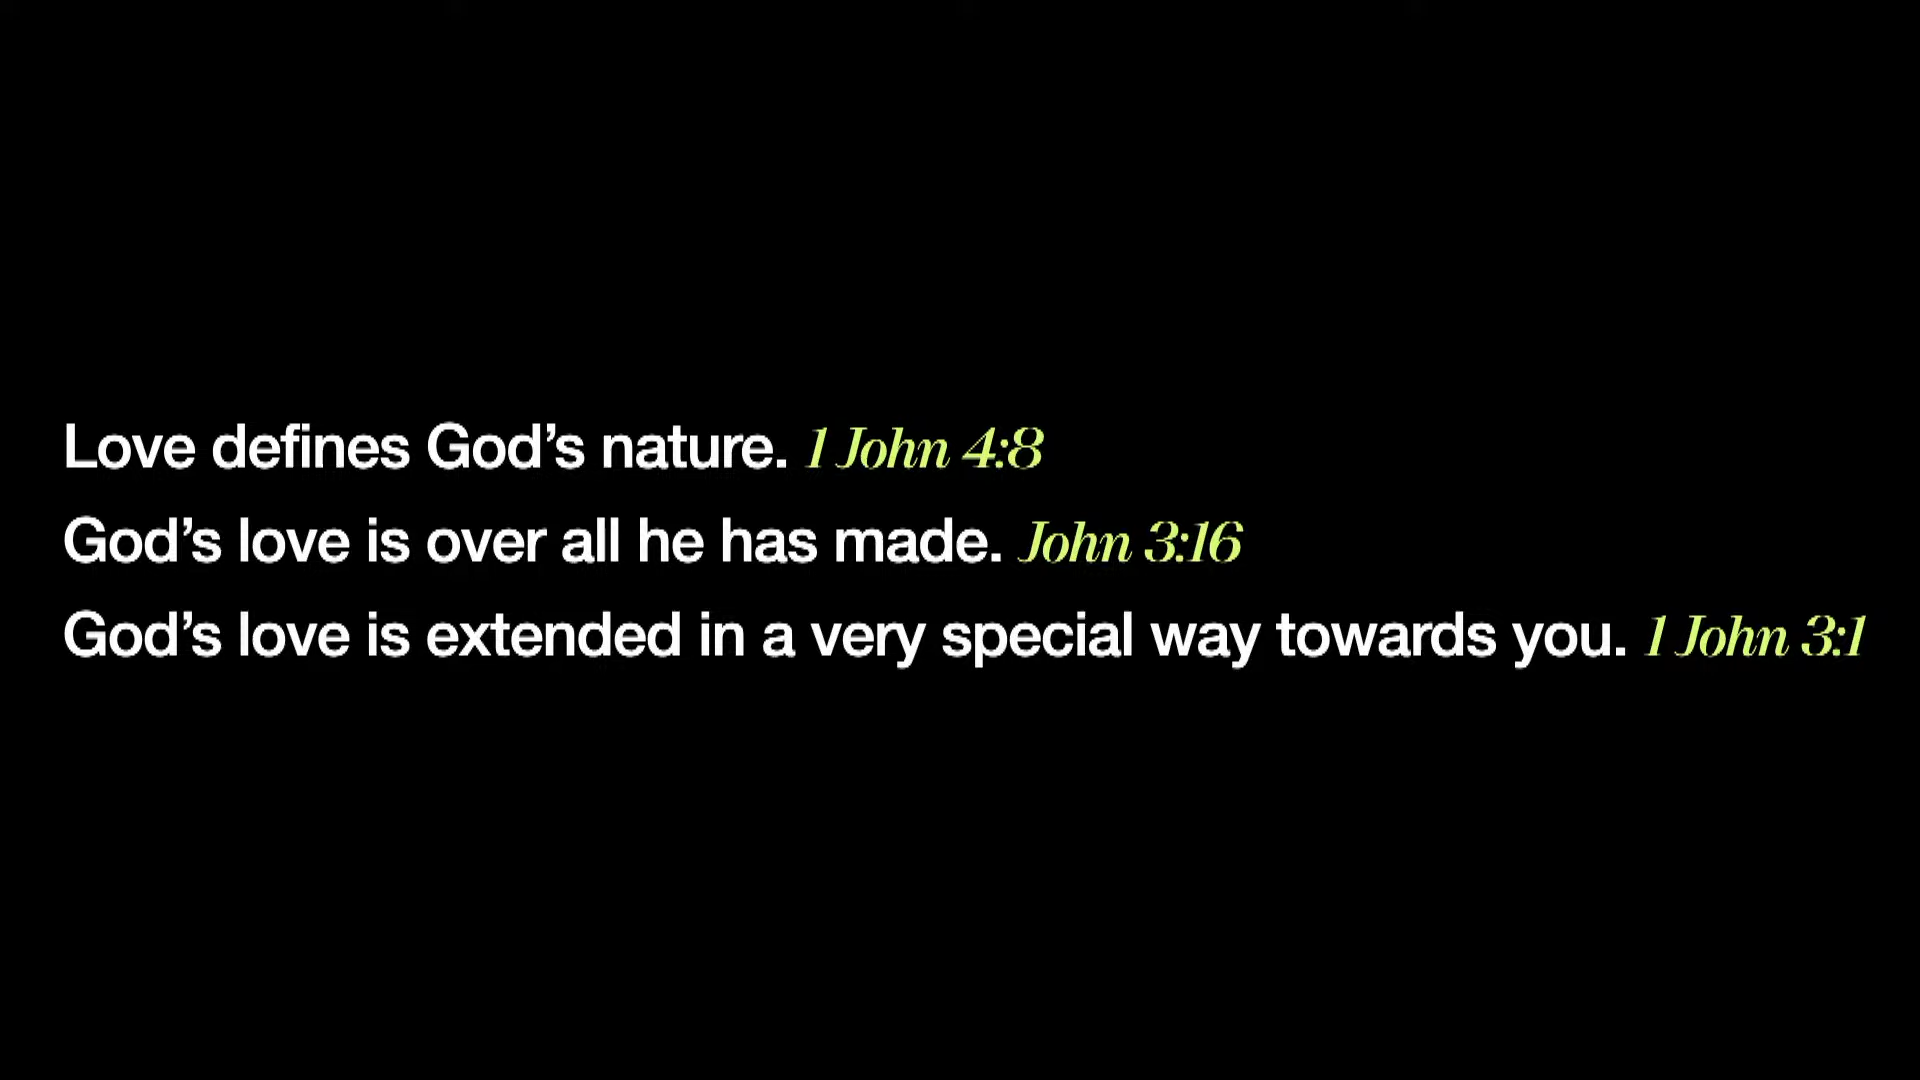 Love defines God’s nature. 1 John 4:8
God’s love is over all he has made. John 3:16
God’s love is extended in a very special way towards you. 1 John 3:1